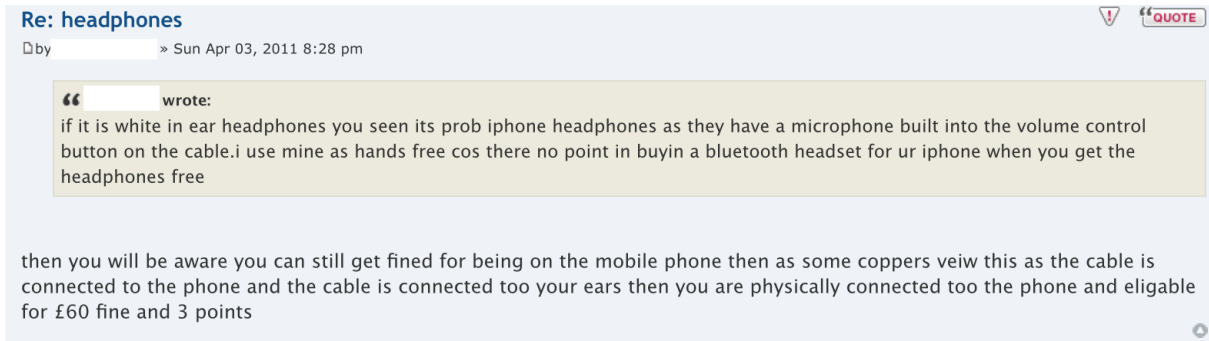 Re: headphones
QUOTE
by » Sun Apr 03, 2011 8:28 pm
wrote:
if it is white in ear headphones you seen its prob iphone headphones as they have a microphone built into the volume control
button on the cable.i use mine as hands free cos there no point in buyin a bluetooth headset for ur iphone when you get the
headphones free
then you will be aware you can still get fined for being on the mobile phone then as some coppers veiw this as the cable is
connected to the phone and the cable is connected too your ears then you are physically connected too the phone and eligable
for £60 fine and 3 points